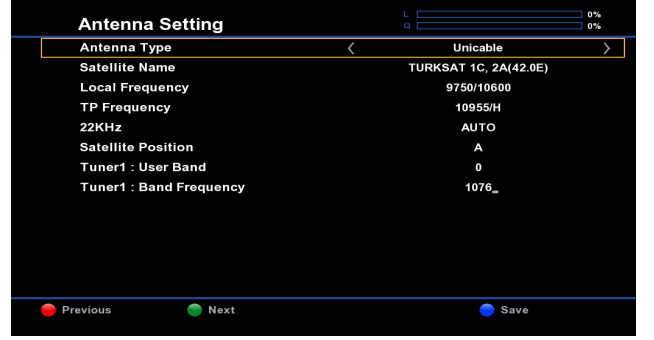 Antenna Setting
L 0%
Q 0%
Antenna Type < Unicable >
Satellite Name TURKSAT 1C, 2A(42.0E)
Local Frequency 9750/10600
TP Frequency 10955/H
22KHz AUTO
Satellite Position A
Tuner1 : User Band 0
Tuner1 : Band Frequency 1076_
Previous Next Save